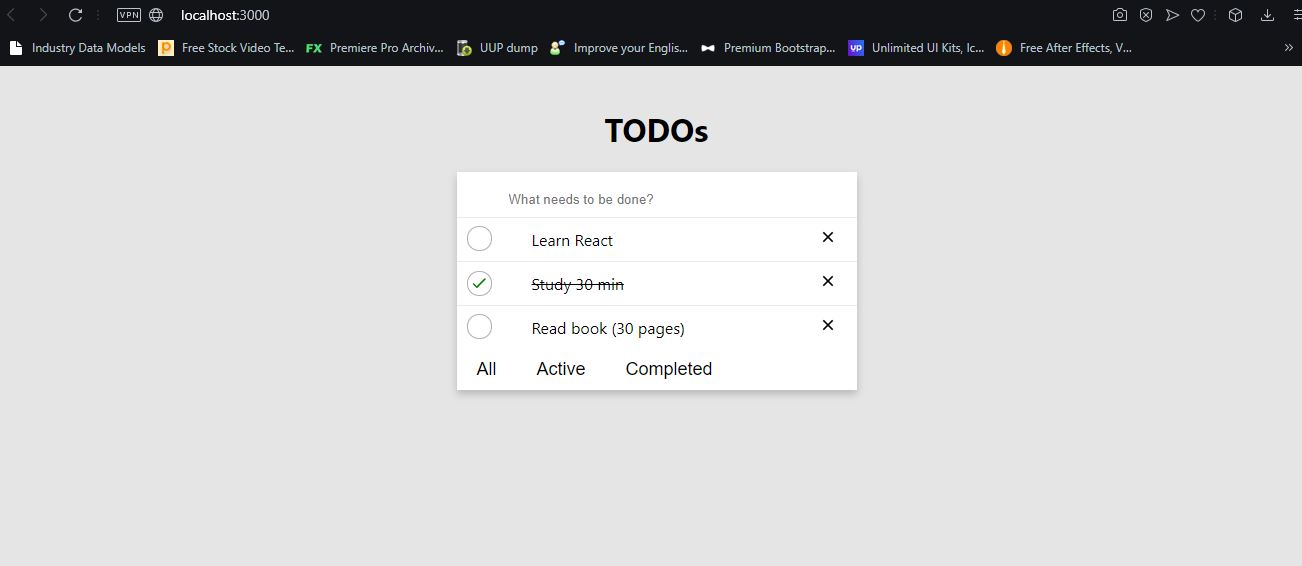 VPN localhost:3000
Industry Data Models Free Stock Video Te... FX Premiere Pro Archiv... UUP dump Improve your Englis... Premium Bootstrap... UP Unlimited UI Kits, Ic... Free After Effects, V...
TODOs
What needs to be done?
Learn React
Study 30 min
Read book (30 pages)
All Active Completed